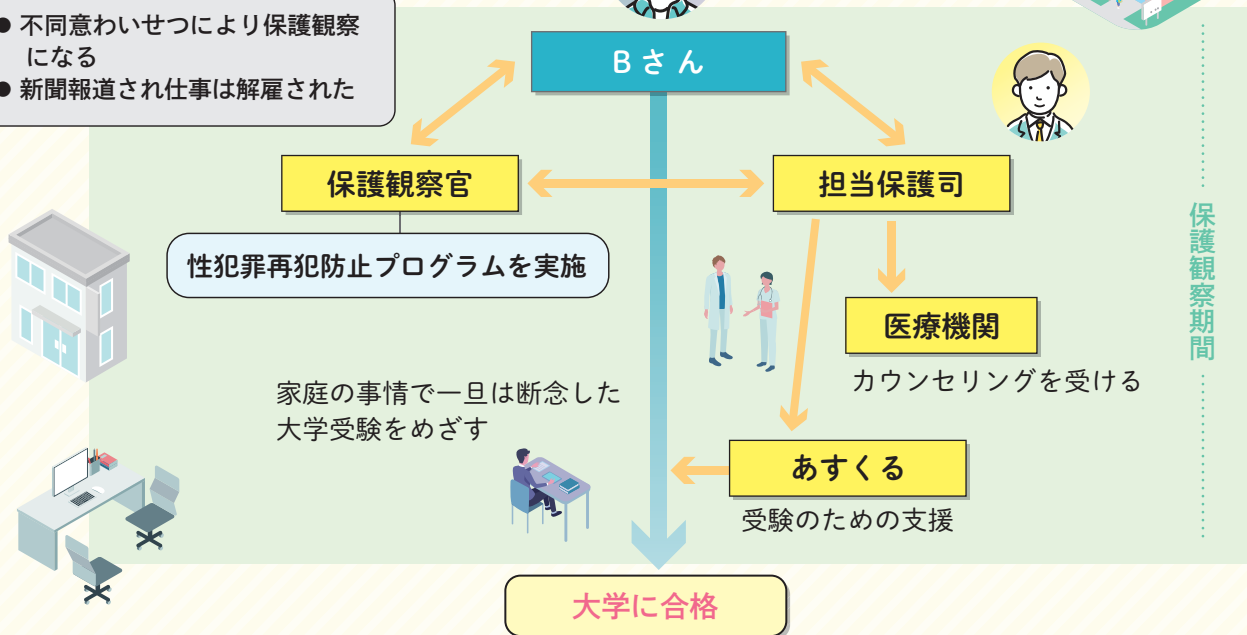 ● 不同意わいせつにより保護観察
になる
● 新聞報道され仕事は解雇された
Bさん
保護観察官
担当保護司
性犯罪再犯防止プログラムを実施
医療機関
カウンセリングを受ける
家庭の事情で一旦は断念した
大学受験をめざす
あすくる
受験のための支援
保護観察期間
大学に合格